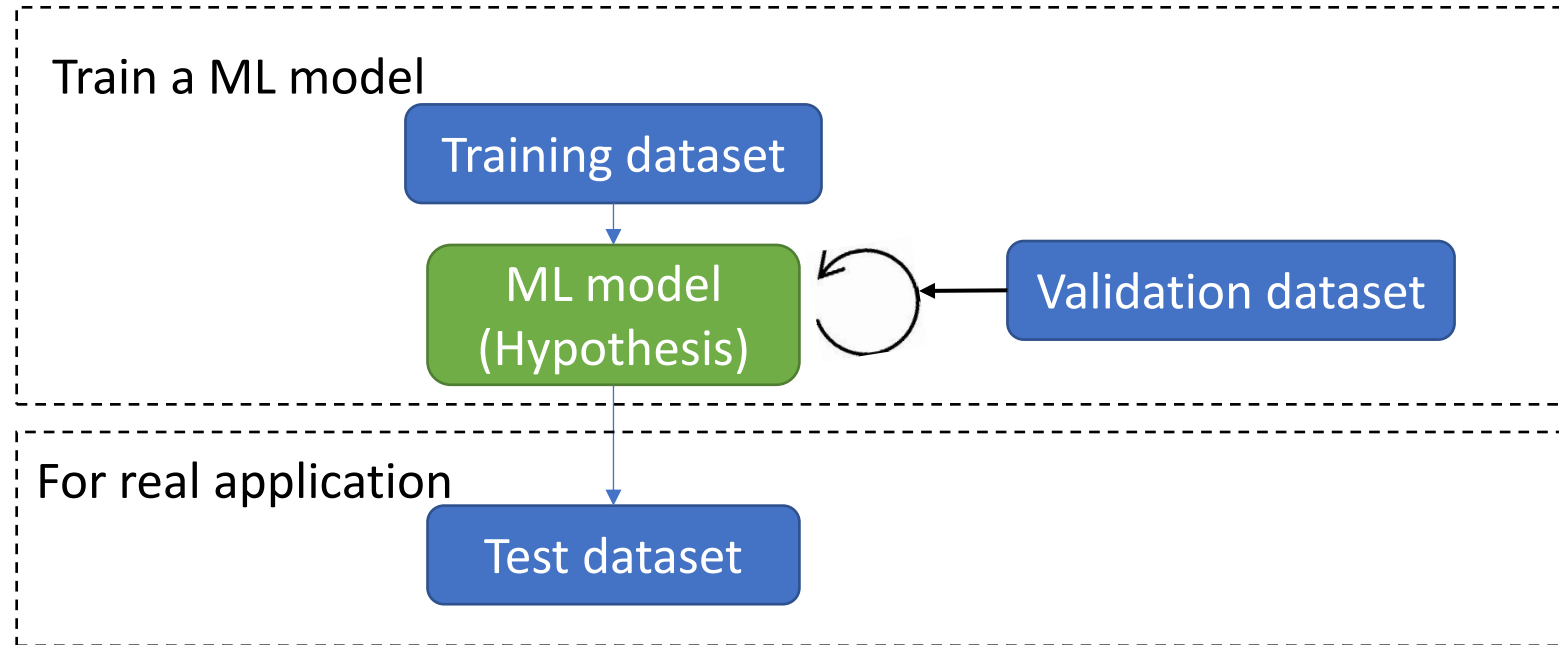 Train a ML model
Training dataset
ML model
(Hypothesis)
Validation dataset
For real application
Test dataset